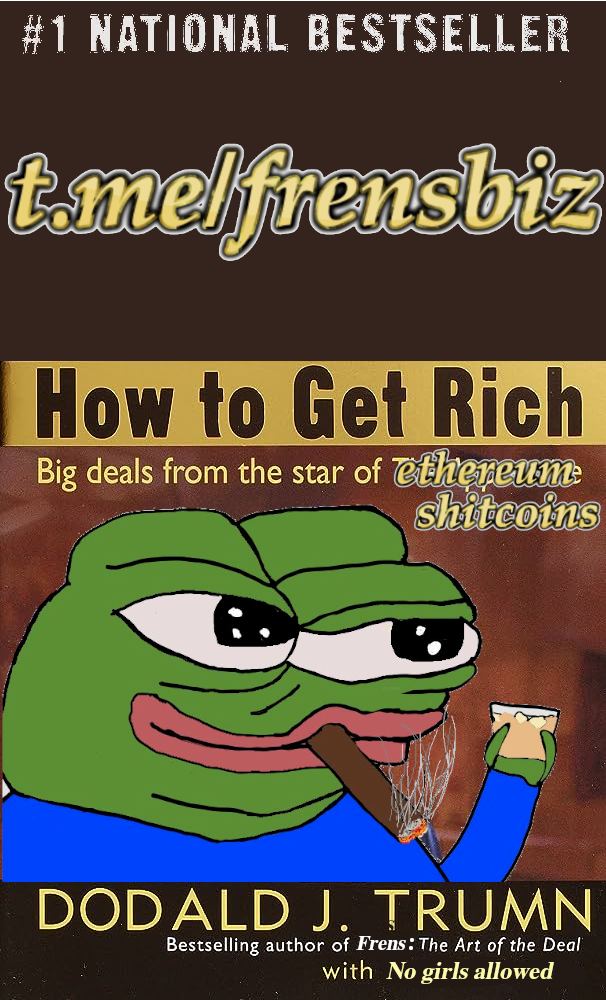 #1 NATIONAL BESTSELLER
t.me/frensbiz
How to Get Rich
Big deals from the star of ethereum
shitcoins
DODALD J. TRUMN
Bestselling author of Frens: The Art of the Deal
with No girls allowed